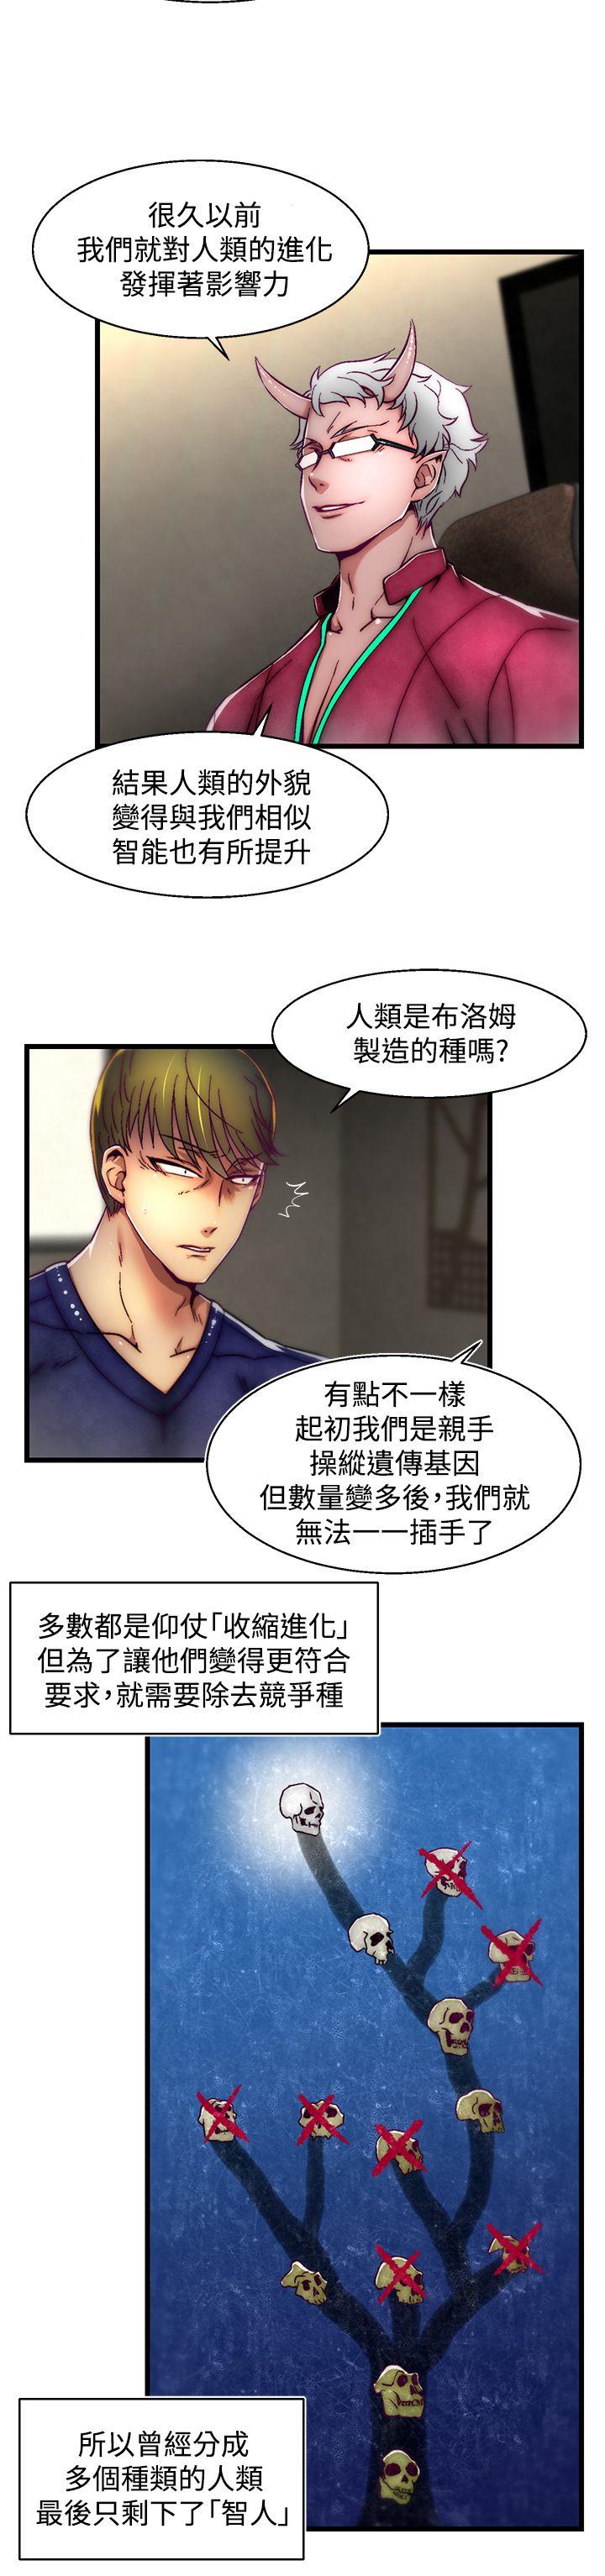 很久以前
我們就對人類的進化
發揮著影響力
結果人類的外貌
變得與我們相似
智能也有所提升
人類是布洛姆
製造的種嗎?
有點不一樣
起初我們是親手
操縱遺傳基因
但數量變多後,我們就
無法一一插手了
多數都是仰仗「收縮進化」
但為了讓他們變得更符合
要求,就需要除去競爭種
所以曾經分成
多個種類的人類
最後只剩下了「智人」